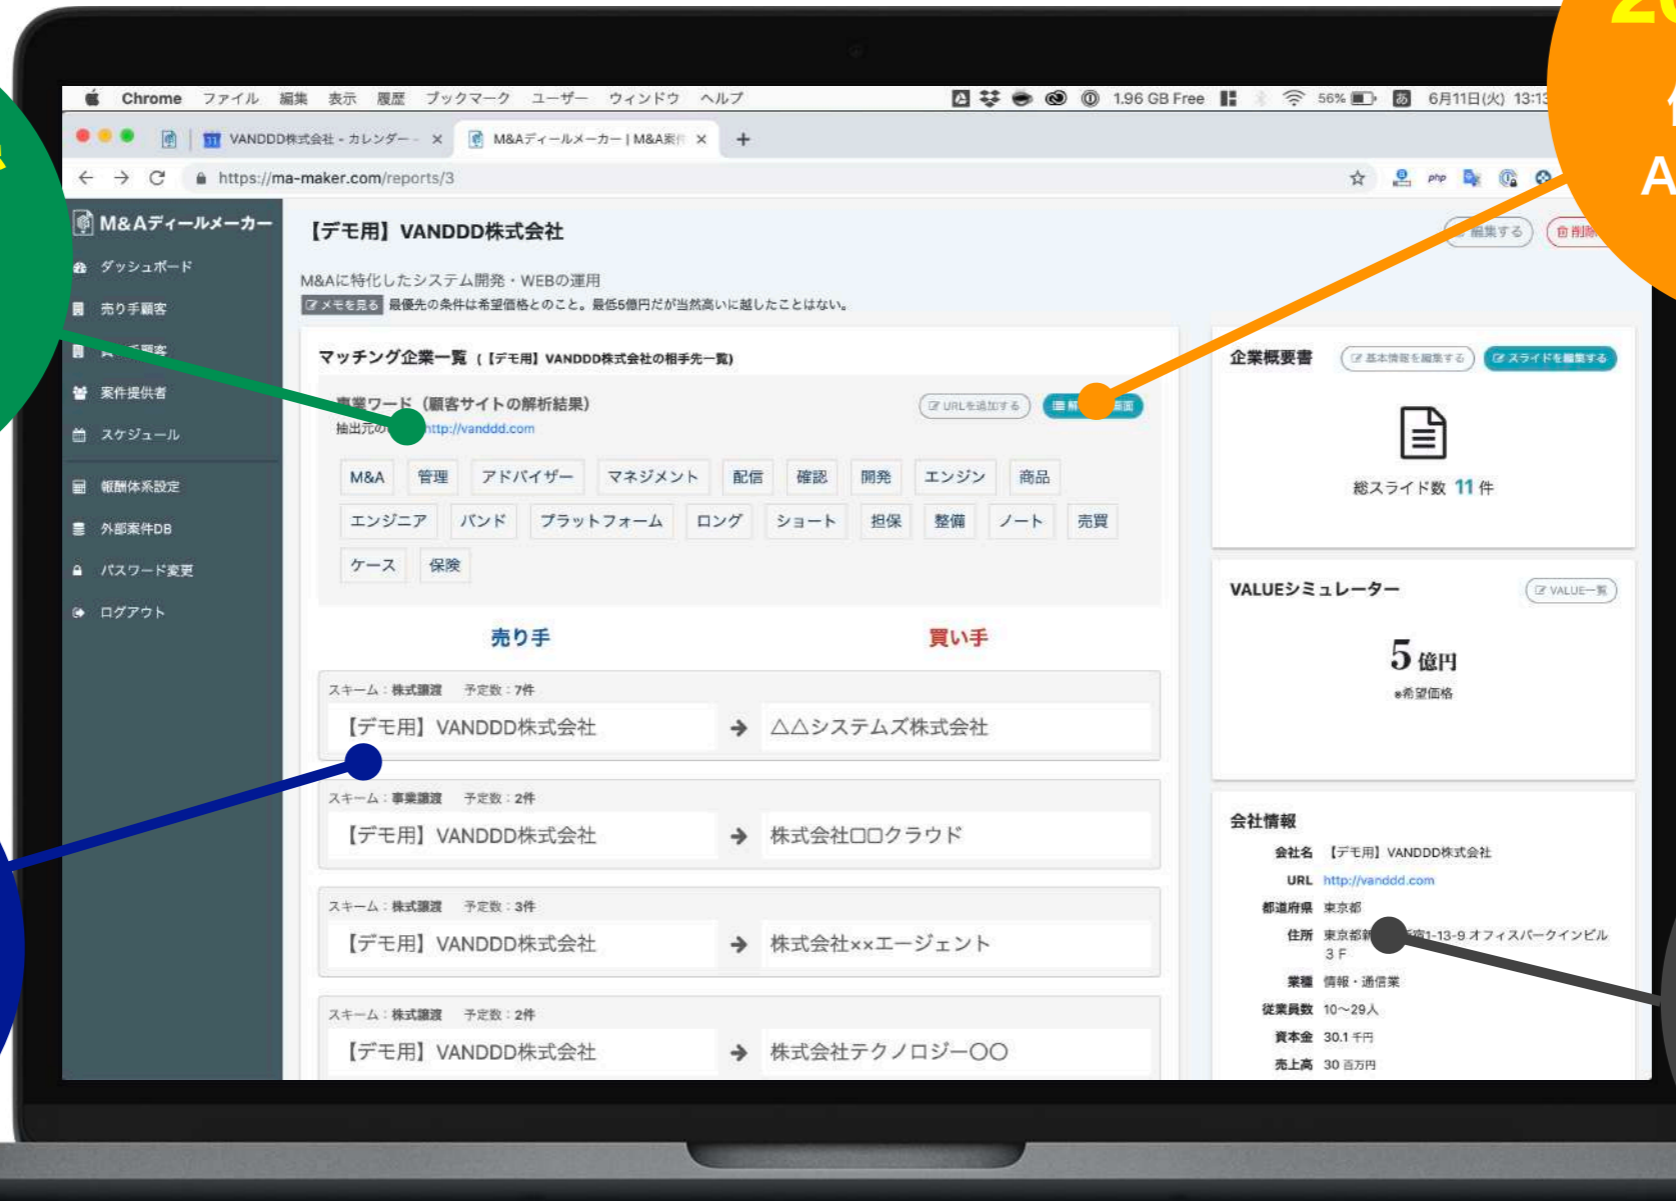 Chrome ファイル 編集 表示 履歴 ブックマーク ユーザー ウィンドウ ヘルプ 1.96 GB Free 56% あ 6月11日(火) 13:13
VANDDD株式会社 - カレンダー - × M&Aディールメーカー | M&A案件 × +
https://ma-maker.com/reports/3
php
A
M&Aディールメーカー
ダッシュボード
売り手顧客
案件提供者
スケジュール
報酬体系設定
外部案件DB
パスワード変更
ログアウト
【デモ用】VANDDD株式会社
編集する
削除
M&Aに特化したシステム開発・WEBの運用
メモを見る 最優先の条件は希望価格とのこと。最低5億円だが当然高いに越したことはない。
マッチング企業一覧 (【デモ用】VANDDD株式会社の相手先一覧)
事業ワード（顧客サイトの解析結果）
URLを追加する
抽出元の http://vanddd.com
M&A 管理 アドバイザー マネジメント 配信 確認 開発 エンジン 商品
エンジニア バンド プラットフォーム ロング ショート 担保 整備 ノート 売買
ケース 保険
売り手 買い手
スキーム：株式譲渡 予定数：7件
【デモ用】VANDDD株式会社 → △△システムズ株式会社
スキーム：事業譲渡 予定数：2件
【デモ用】VANDDD株式会社 → 株式会社□□クラウド
スキーム：株式譲渡 予定数：3件
【デモ用】VANDDD株式会社 → 株式会社××エージェント
スキーム：株式譲渡 予定数：2件
【デモ用】VANDDD株式会社 → 株式会社テクノロジー○○
企業概要書 基本情報を編集する スライドを編集する
総スライド数 11 件
VALUEシミュレーター VALUE一覧
5 億円
※希望価格
会社情報
会社名 【デモ用】VANDDD株式会社
URL http://vanddd.com
都道府県 東京都
住所 東京都新 宿1-13-9 オフィスパークインビル
3 F
業種 情報・通信業
従業員数 10〜29人
資本金 30.1 千円
売上高 30 百万円